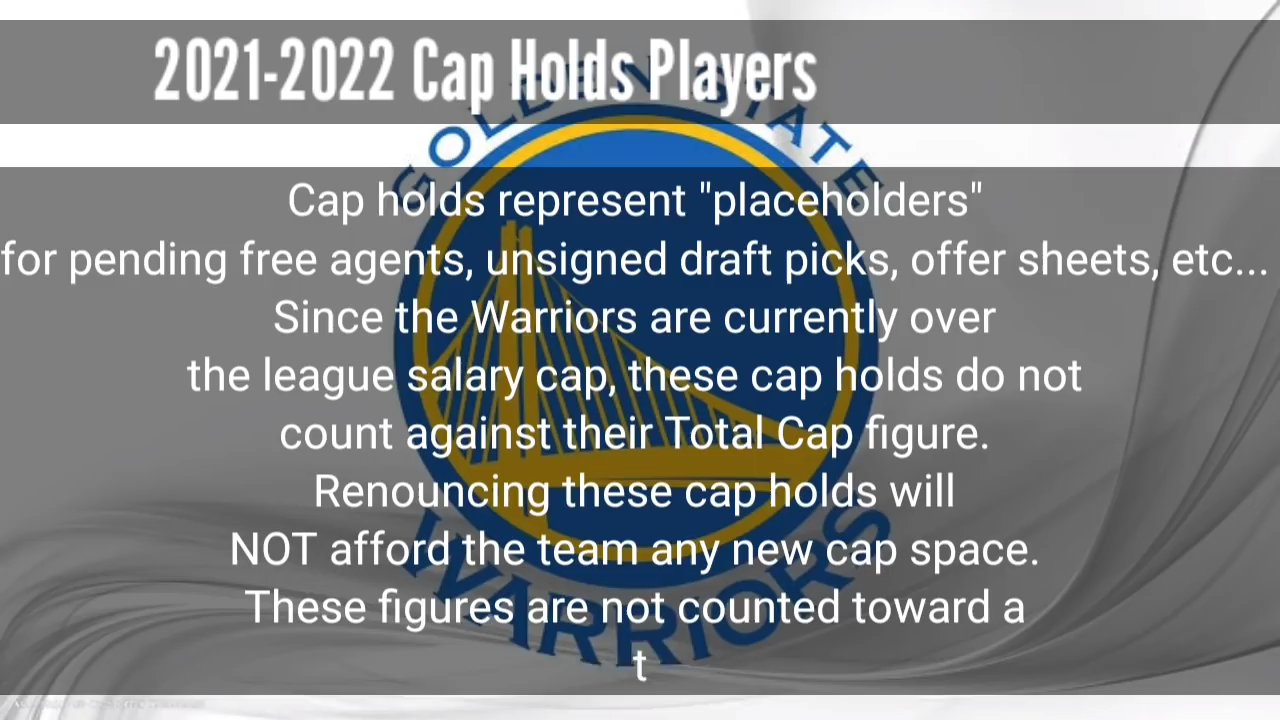 2021-2022 Cap Holds Players
GOLDEN STATE
Cap holds represent "placeholders"
for pending free agents, unsigned draft picks, offer sheets, etc...
Since the Warriors are currently over
the league salary cap, these cap holds do not
count against their Total Cap figure.
Renouncing these cap holds will
NOT afford the team any new cap space.
These figures are not counted toward a
t
WARRIORS